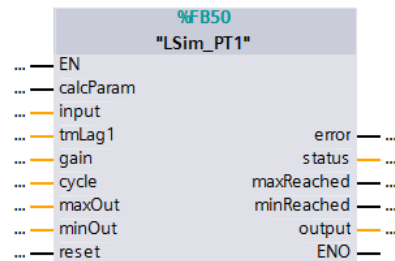 %FB50
"LSim_PT1"
... EN
... calcParam
... input
... tmLag1 error ...
... gain status ...
... cycle maxReached ...
... maxOut minReached ...
... minOut output ...
... reset ENO